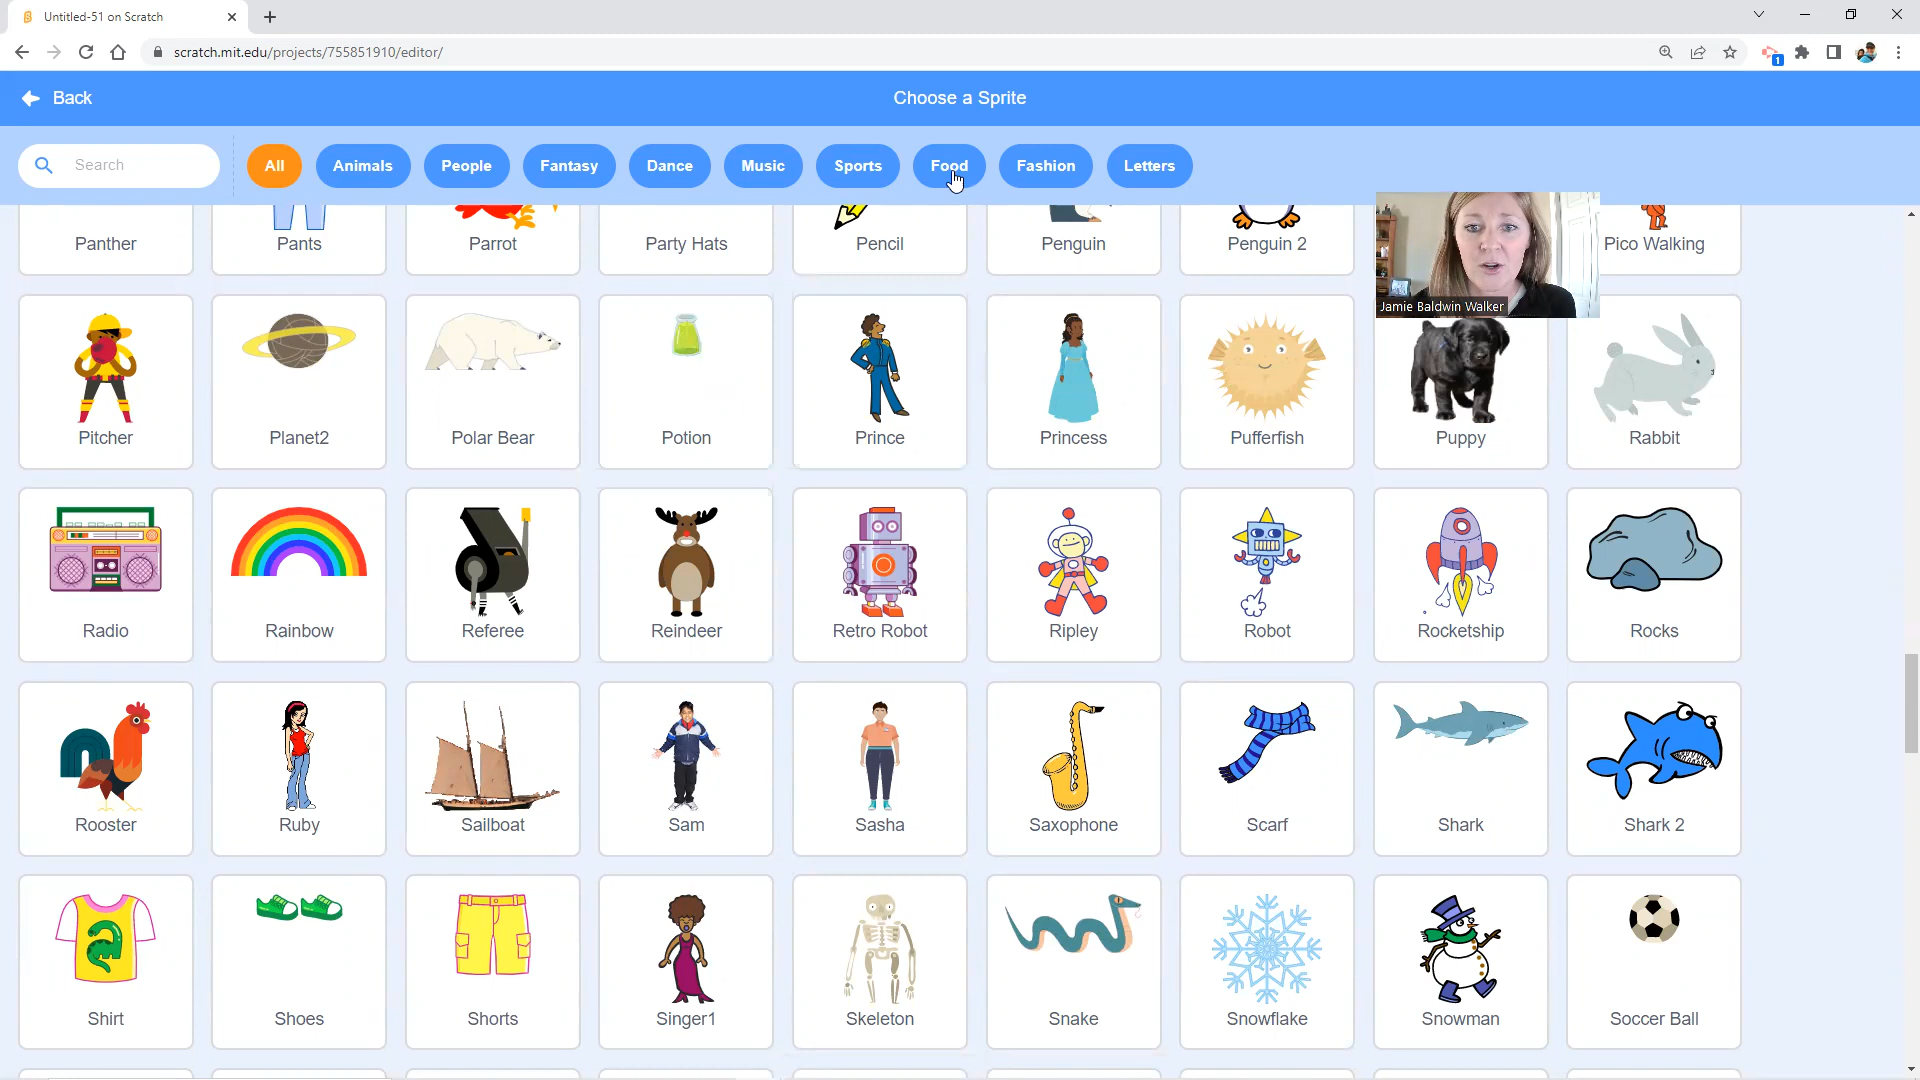 Untitled-51 on Scratch
scratch.mit.edu/projects/755851910/editor/
1
Back
Choose a Sprite
Search
All
Animals
People
Fantasy
Dance
Music
Sports
Food
Fashion
Letters
Jamie Baldwin Walker
Panther
Pants
Parrot
Party Hats
Pencil
Penguin
Penguin 2
Pico Walking
Pitcher
Planet2
Polar Bear
Potion
Prince
Princess
Pufferfish
Puppy
Rabbit
Radio
Rainbow
Referee
Reindeer
Retro Robot
Ripley
Robot
Rocketship
Rocks
Rooster
Ruby
Sailboat
Sam
Sasha
Saxophone
Scarf
Shark
Shark 2
Shirt
Shoes
Shorts
Singer1
Skeleton
Snake
Snowflake
Snowman
Soccer Ball